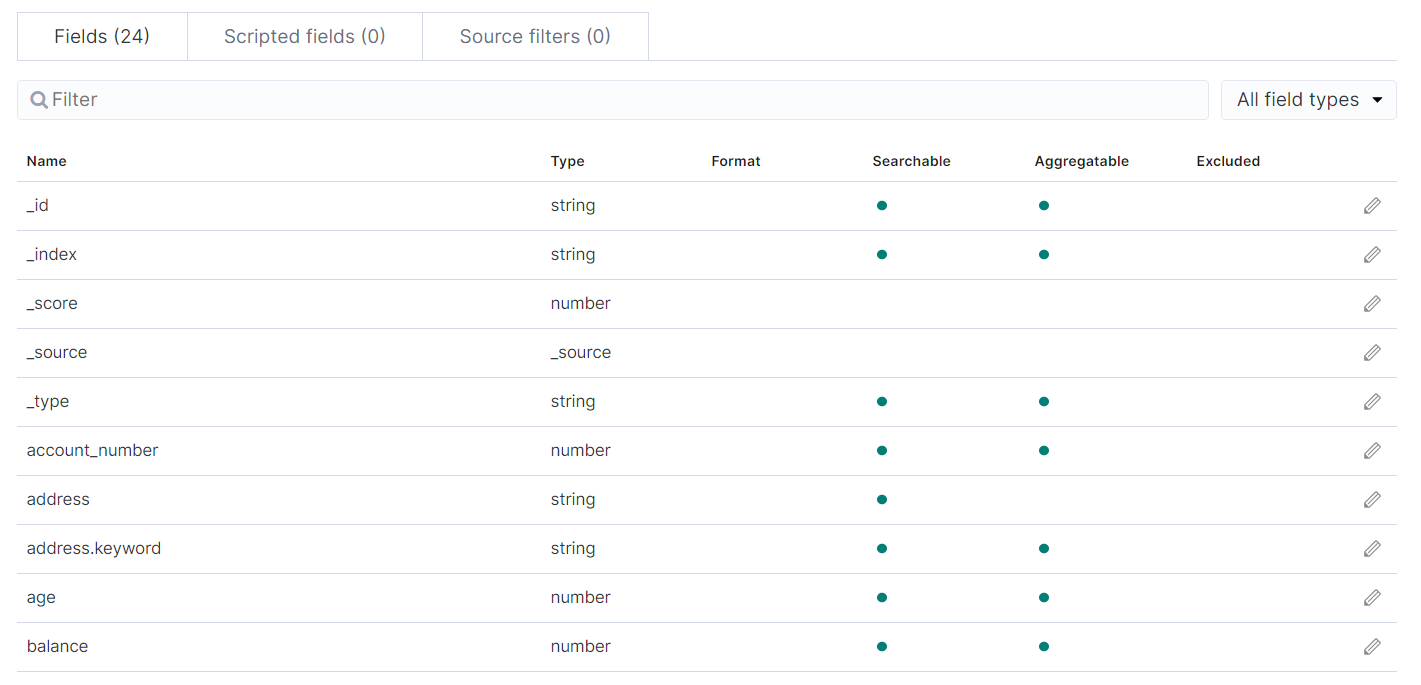 Fields (24) Scripted fields (0) Source filters (0)
Filter All field types
Name Type Format Searchable Aggregatable Excluded
_id string
_index string
_score number
_source _source
_type string
account_number number
address string
address.keyword string
age number
balance number